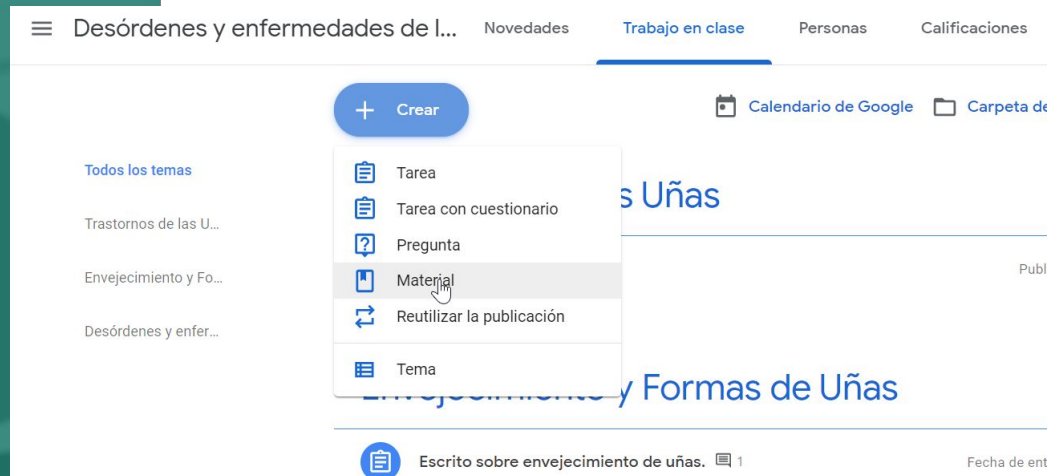 Desórdenes y enfermedades de l... Novedades Trabajo en clase Personas Calificaciones
Crear
Calendario de Google Carpeta de
Todos los temas
Trastornos de las U...
Envejecimiento y Fo...
Desórdenes y enfer...
Tarea
Tarea con cuestionario
Pregunta
Material
Reutilizar la publicación
Tema
s Uñas
Publ
y Formas de Uñas
Escrito sobre envejecimiento de uñas. 1
Fecha de ent